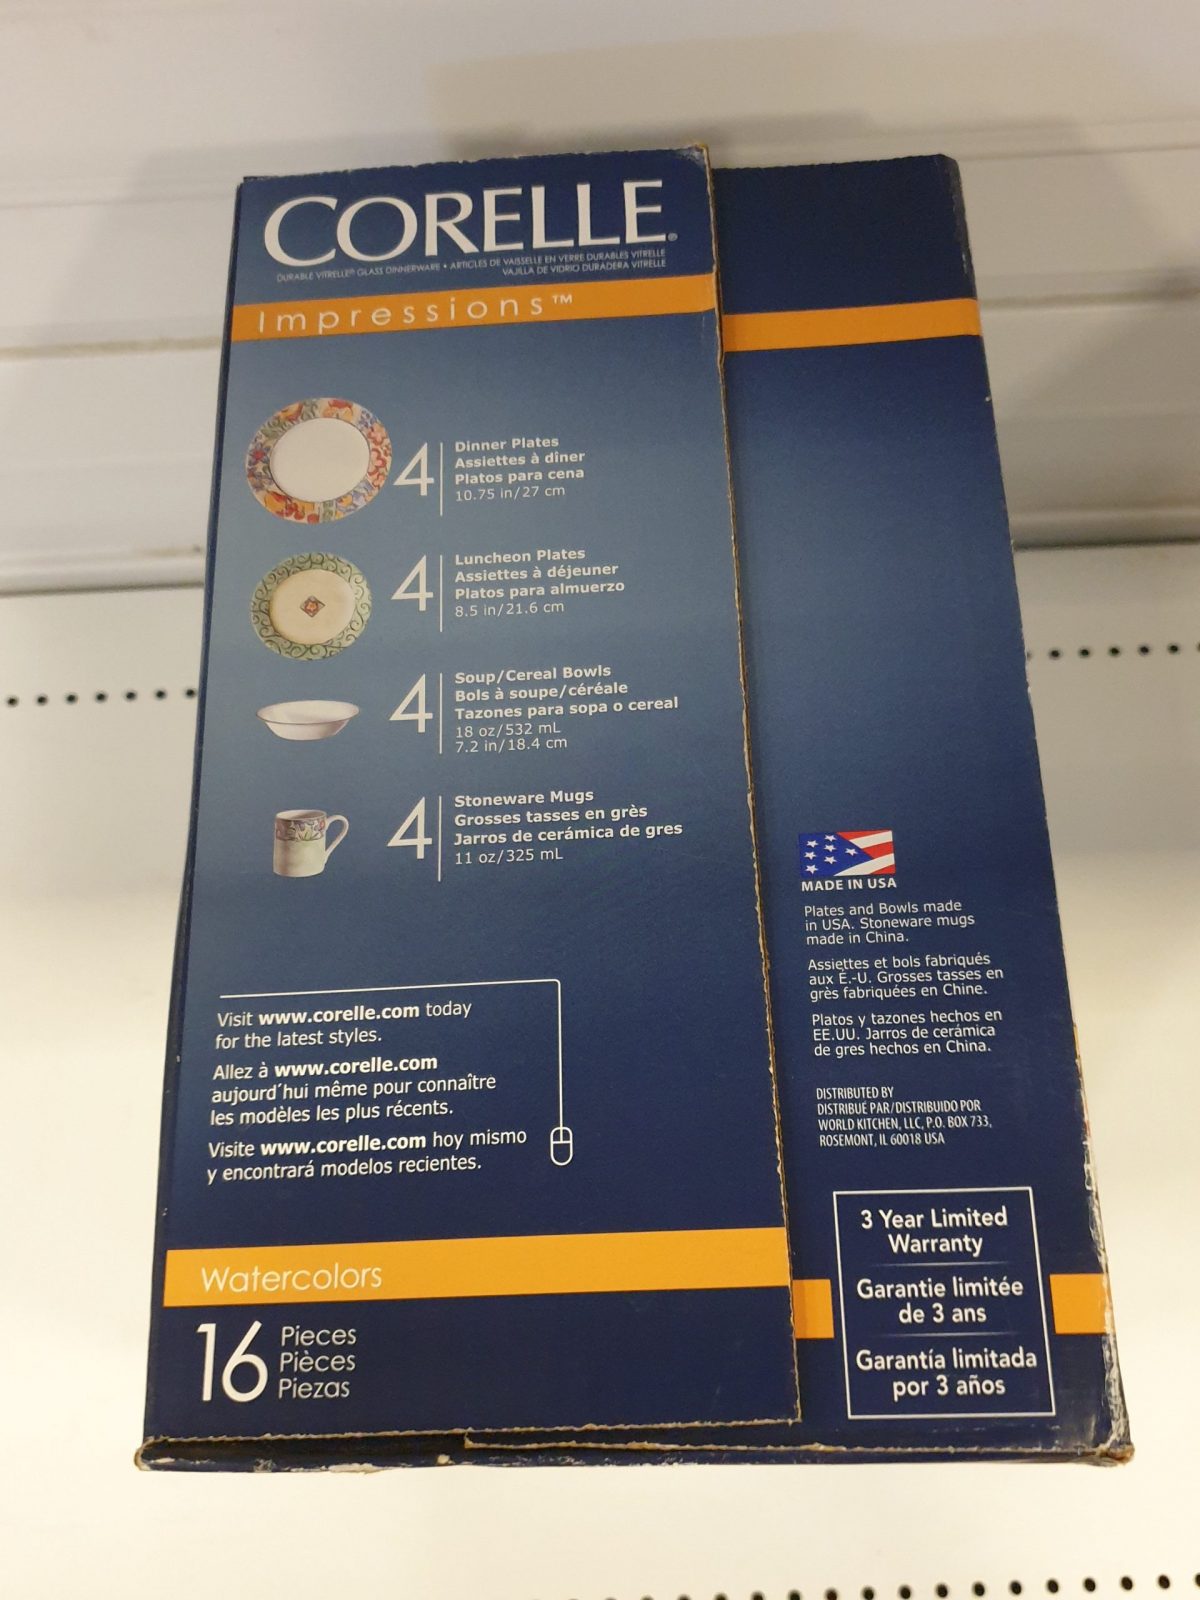 CORELLE®
DURABLE VITRELLE® GLASS DINNERWARE • ARTICLES DE VAISSELLE EN VERRE DURABLES VITRELLE
VAJILLA DE VIDRIO DURADERA VITRELLE
Impressions™
4
Dinner Plates
Assiettes à dîner
Platos para cena
10.75 in/27 cm
4
Luncheon Plates
Assiettes à déjeuner
Platos para almuerzo
8.5 in/21.6 cm
4
Soup/Cereal Bowls
Bols à soupe/céréale
Tazones para sopa o cereal
18 oz/532 mL
7.2 in/18.4 cm
4
Stoneware Mugs
Grosses tasses en grès
Jarros de cerámica de gres
11 oz/325 mL
Visit www.corelle.com today
for the latest styles.
Allez à www.corelle.com
aujourd'hui même pour connaître
les modèles les plus récents.
Visite www.corelle.com hoy mismo
y encontrará modelos recientes.
Watercolors
16
Pieces
Pièces
Piezas
MADE IN USA
Plates and Bowls made
in USA. Stoneware mugs
made in China.
Assiettes et bols fabriqués
aux É.-U. Grosses tasses en
grès fabriquées en Chine.
Platos y tazones hechos en
EE.UU. Jarros de cerámica
de gres hechos en China.
DISTRIBUTED BY
DISTRIBUÉ PAR/DISTRIBUIDO POR
WORLD KITCHEN, LLC, P.O. BOX 733,
ROSEMONT, IL 60018 USA
3 Year Limited
Warranty
Garantie limitée
de 3 ans
Garantía limitada
por 3 años